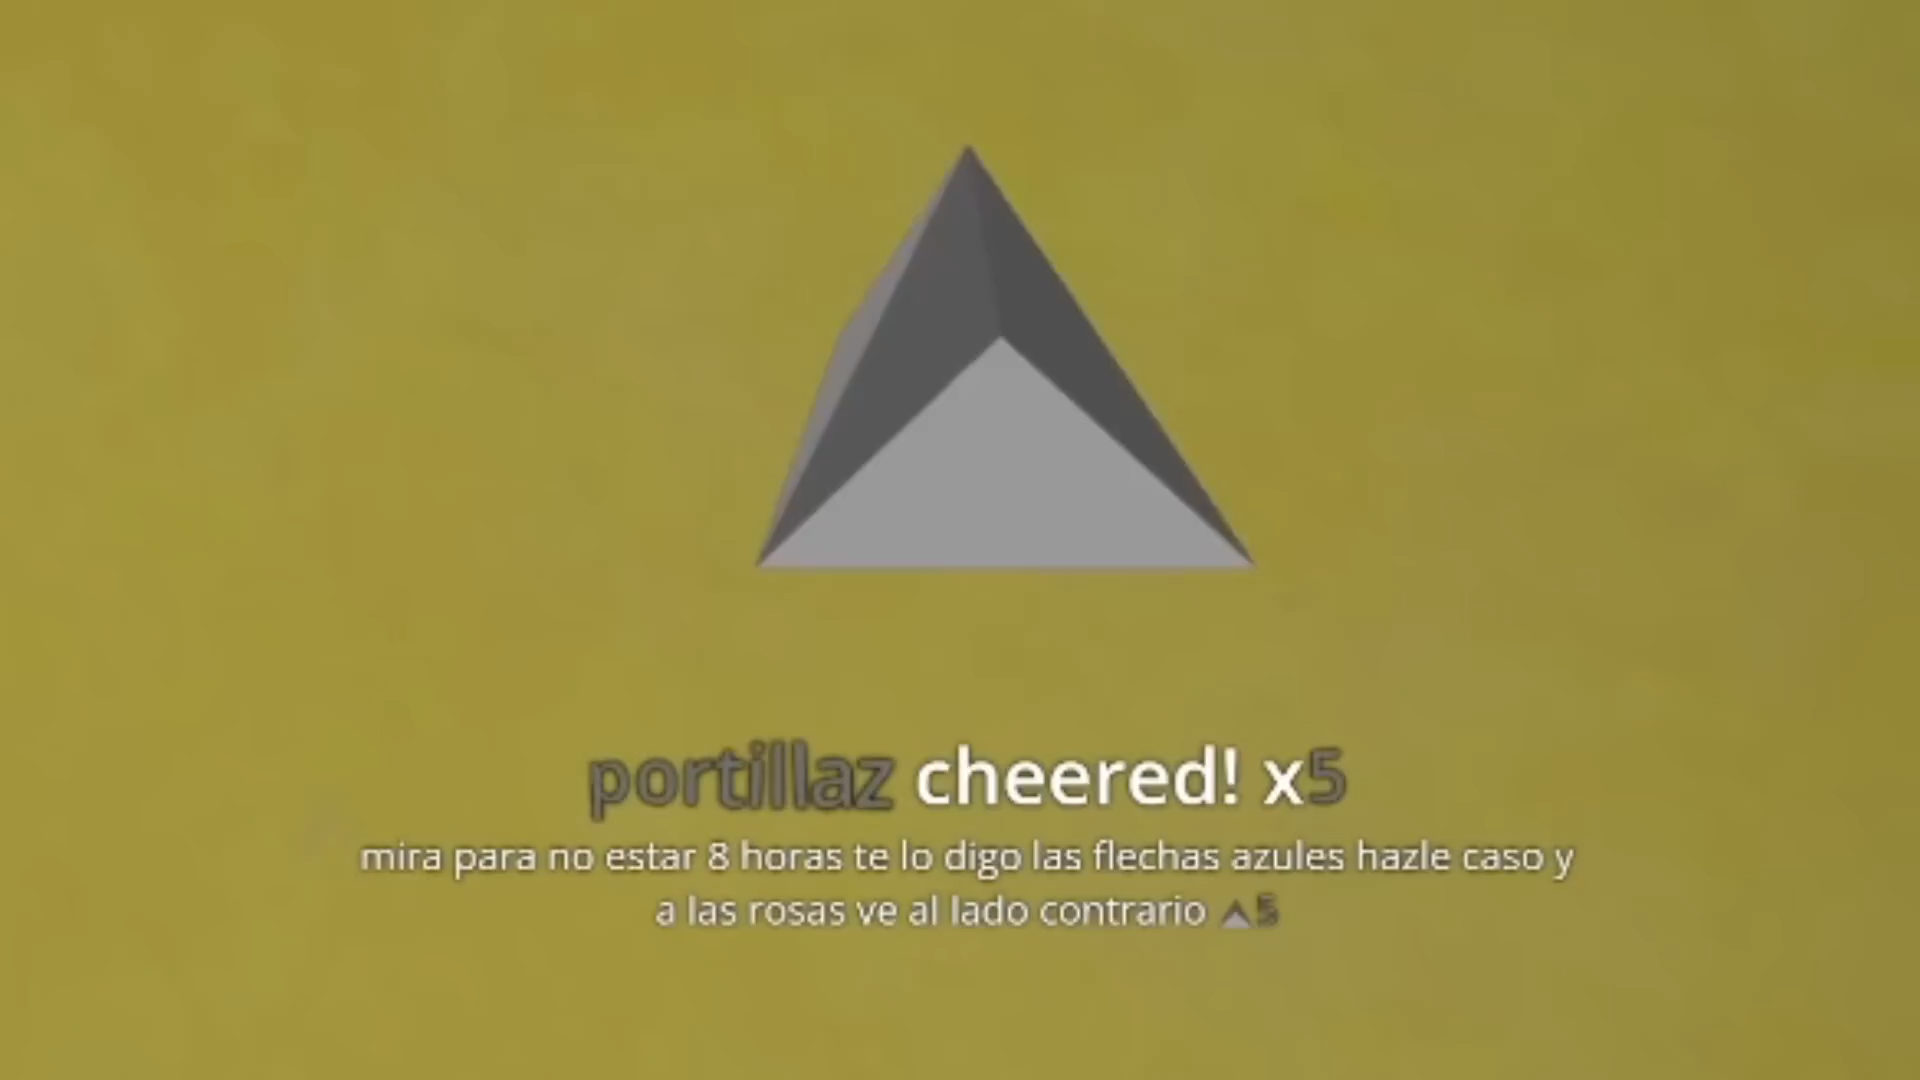 portillaz cheered! x5
mira para no estar 8 horas te lo digo las flechas azules hazle caso y
a las rosas ve al lado contrario 5